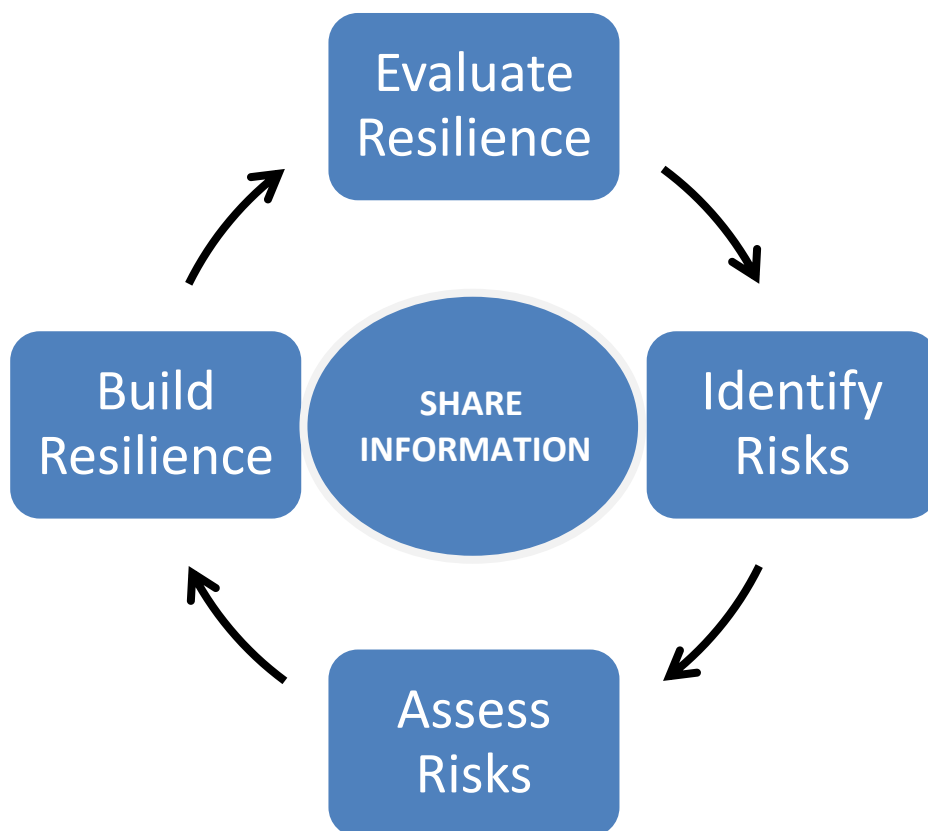 Evaluate
Resilience
Build
Resilience
SHARE
INFORMATION
Identify
Risks
Assess
Risks